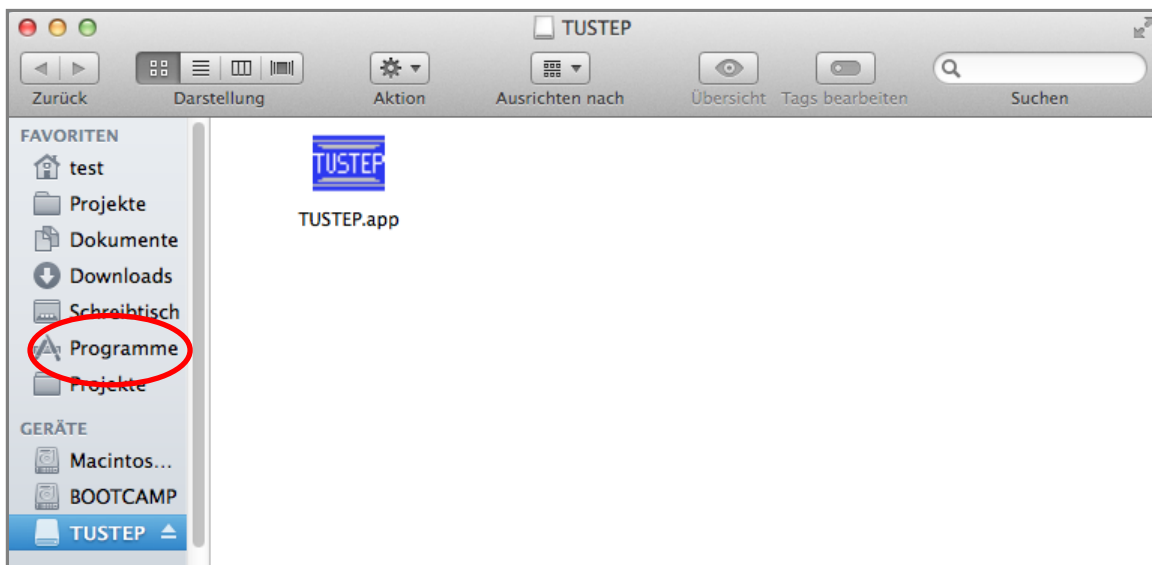 TUSTEP
Zurück Darstellung Aktion Ausrichten nach Übersicht Tags bearbeiten Suchen
FAVORITEN
test
Projekte
Dokumente
Downloads
Schreibtisch
Programme
Projekte
GERÄTE
Macintos...
BOOTCAMP
TUSTEP
TUSTEP
TUSTEP.app